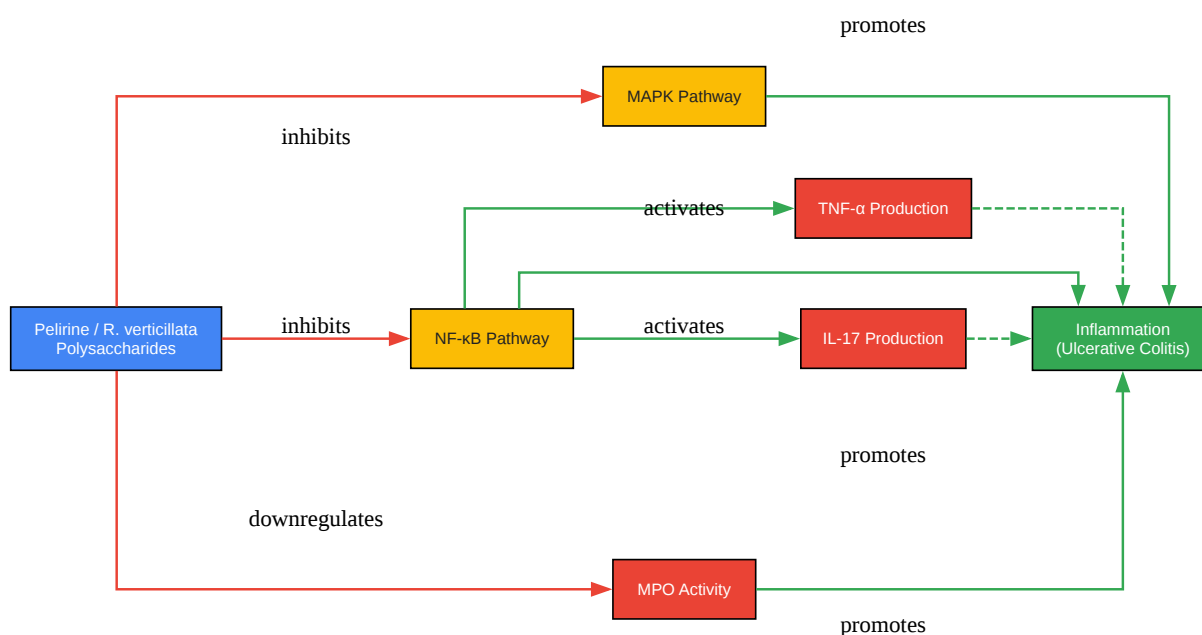 promotes
MAPK Pathway
inhibits
activates
TNF-α Production
Pelirine / R. verticillata
Polysaccharides
inhibits
NF-κB Pathway
activates
IL-17 Production
Inflammation
(Ulcerative Colitis)
promotes
downregulates
MPO Activity
promotes